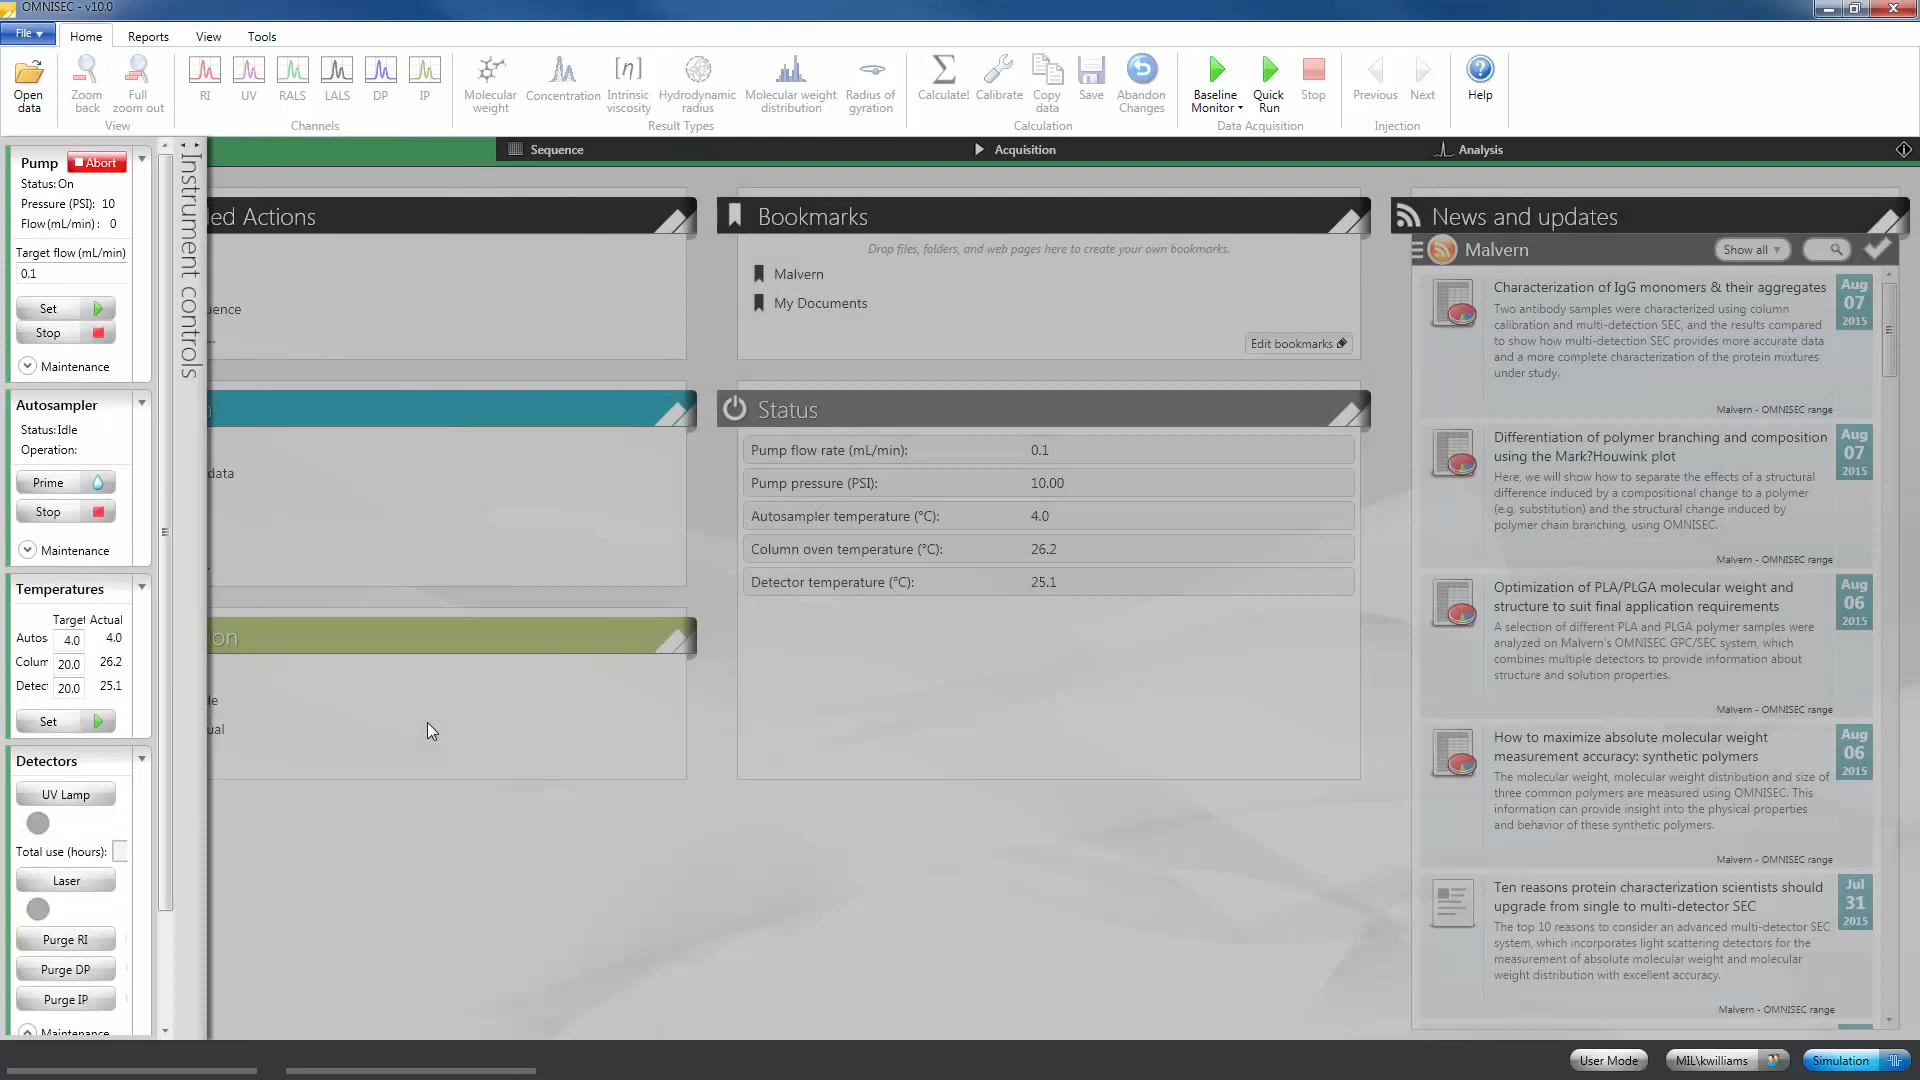 OMNISEC - v10.0
File
Home
Reports
View
Tools
Open data
Zoom back
Full zoom out
View
RI
UV
RALS
LALS
DP
IP
Channels
Molecular weight
Concentration
Intrinsic viscosity
Hydrodynamic radius
Molecular weight distribution
Radius of gyration
Result Types
Calculate!
Calibrate
Copy data
Save
Abandon Changes
Calculation
Baseline Monitor
Quick Run
Stop
Data Acquisition
Previous
Next
Injection
Help
Sequence
Acquisition
Analysis
Pump
Abort
Status: On
Pressure (PSI): 10
Flow (mL/min): 0
Target flow (mL/min)
0.1
Set
Stop
Maintenance
Autosampler
Status: Idle
Operation:
Prime
Stop
Maintenance
Temperatures
Target Actual
Autos 4.0 4.0
Colum 20.0 26.2
Detec 20.0 25.1
Set
Detectors
UV Lamp
Total use (hours):
Laser
Purge RI
Purge DP
Purge IP
Maintenance
Instrument controls
led Actions
uence
...
data
ion
de
ual
Bookmarks
Drop files, folders, and web pages here to create your own bookmarks.
Malvern
My Documents
Edit bookmarks
Status
Pump flow rate (mL/min): 0.1
Pump pressure (PSI): 10.00
Autosampler temperature (°C): 4.0
Column oven temperature (°C): 26.2
Detector temperature (°C): 25.1
News and updates
Malvern
Show all
Characterization of IgG monomers & their aggregates
Two antibody samples were characterized using column
calibration and multi-detection SEC, and the results compared
to show how multi-detection SEC provides more accurate data
and a more complete characterization of the protein mixtures
under study.
Malvern - OMNISEC range
Aug
07
2015
Differentiation of polymer branching and composition
using the Mark?Houwink plot
Here, we will show how to separate the effects of a structural
difference induced by a compositional change to a polymer
(e.g. substitution) and the structural change induced by
polymer chain branching, using OMNISEC.
Malvern - OMNISEC range
Aug
07
2015
Optimization of PLA/PLGA molecular weight and
structure to suit final application requirements
A selection of different PLA and PLGA polymer samples were
analyzed on Malvern's OMNISEC GPC/SEC system, which
combines multiple detectors to provide information about
structure and solution properties.
Malvern - OMNISEC range
Aug
06
2015
How to maximize absolute molecular weight
measurement accuracy: synthetic polymers
The molecular weight, molecular weight distribution and size of
three common polymers are measured using OMNISEC. This
information can provide insight into the physical properties
and behavior of these synthetic polymers.
Malvern - OMNISEC range
Aug
06
2015
Ten reasons protein characterization scientists should
upgrade from single to multi-detector SEC
The top 10 reasons to consider an advanced multi-detector SEC
system, which incorporates light scattering detectors for the
measurement of absolute molecular weight and molecular
weight distribution with excellent accuracy.
Malvern - OMNISEC range
Jul
31
2015
User Mode
MIL\kwilliams
Simulation